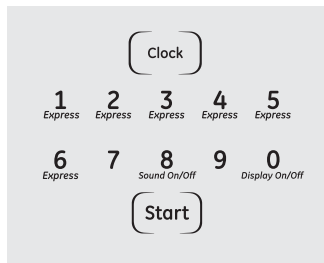 Clock
1 2 3 4 5
Express Express Express Express Express
6 7 8 9 0
Express Sound On/Off Display On/Off
Start